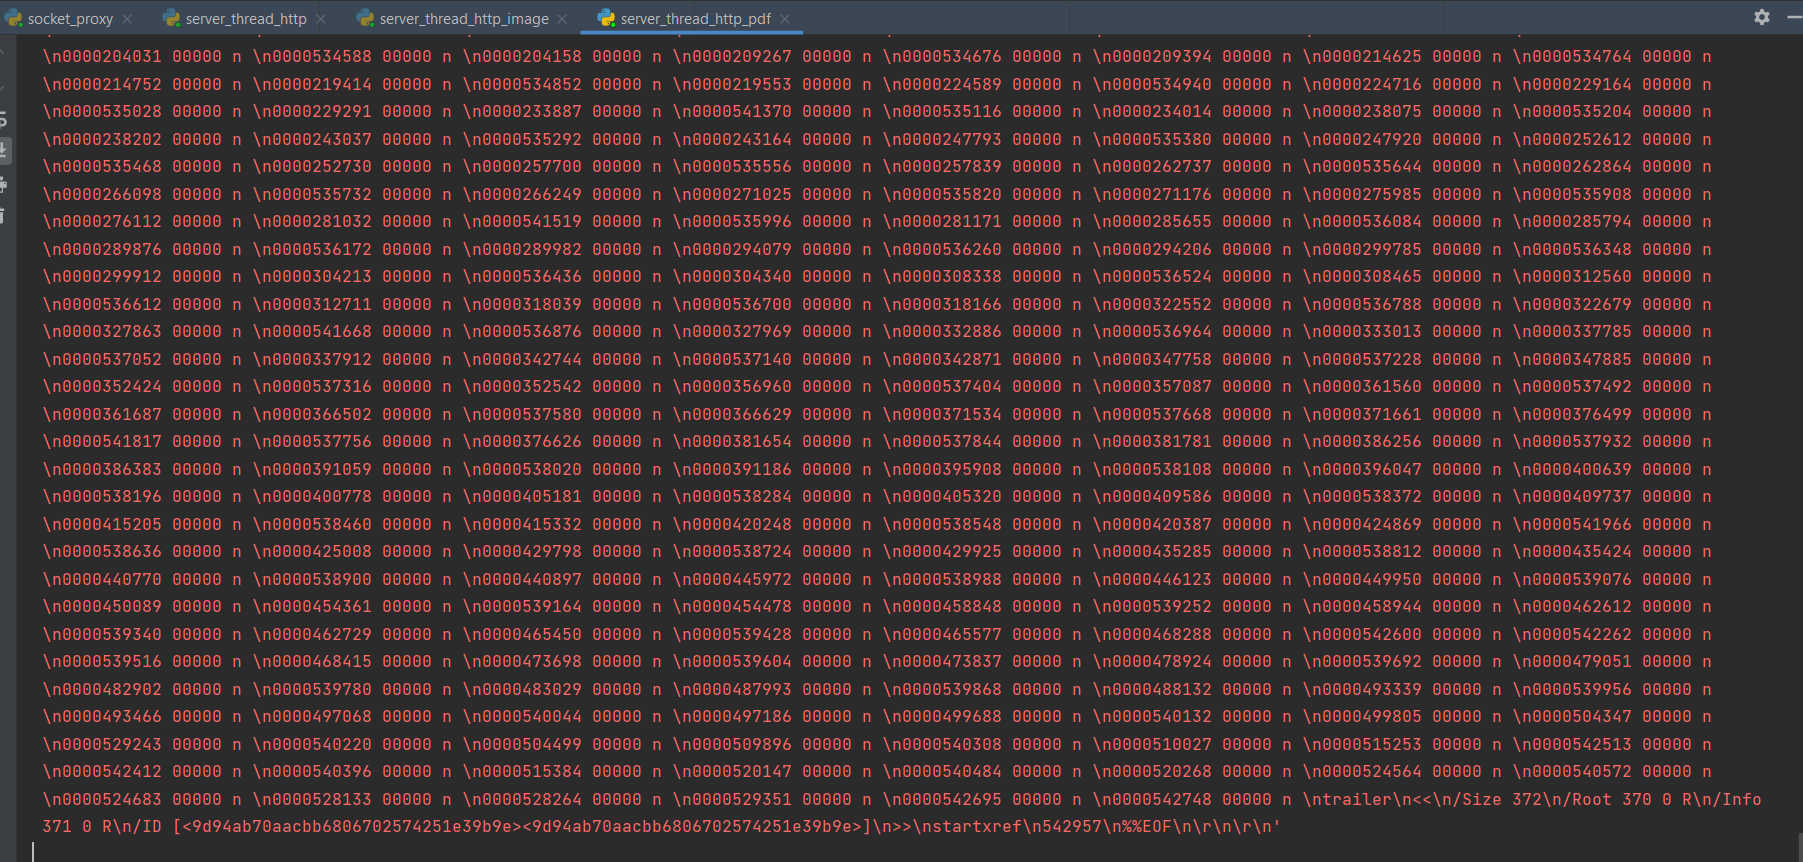 socket_proxy server_thread_http server_thread_http_image server_thread_http_pdf
\n0000204031 00000 n \n0000534588 00000 n \n0000204158 00000 n \n0000209267 00000 n \n0000534676 00000 n \n0000209394 00000 n \n0000214625 00000 n \n0000534764 00000 n
\n0000214752 00000 n \n0000219414 00000 n \n0000534852 00000 n \n0000219553 00000 n \n0000224589 00000 n \n0000534940 00000 n \n0000224716 00000 n \n0000229164 00000 n
\n0000535028 00000 n \n0000229291 00000 n \n0000233887 00000 n \n0000541370 00000 n \n0000535116 00000 n \n0000234014 00000 n \n0000238075 00000 n \n0000535204 00000 n
\n0000238202 00000 n \n0000243037 00000 n \n0000535292 00000 n \n0000243164 00000 n \n0000247793 00000 n \n0000535380 00000 n \n0000247920 00000 n \n0000252612 00000 n
\n0000535468 00000 n \n0000252730 00000 n \n0000257700 00000 n \n0000535556 00000 n \n0000257839 00000 n \n0000262737 00000 n \n0000535644 00000 n \n0000262864 00000 n
\n0000266098 00000 n \n0000535732 00000 n \n0000266249 00000 n \n0000271025 00000 n \n0000535820 00000 n \n0000271176 00000 n \n0000275985 00000 n \n0000535908 00000 n
\n0000276112 00000 n \n0000281032 00000 n \n0000541519 00000 n \n0000535996 00000 n \n0000281171 00000 n \n0000285655 00000 n \n0000536084 00000 n \n0000285794 00000 n
\n0000289876 00000 n \n0000536172 00000 n \n0000289982 00000 n \n0000294079 00000 n \n0000536260 00000 n \n0000294206 00000 n \n0000299785 00000 n \n0000536348 00000 n
\n0000299912 00000 n \n0000304213 00000 n \n0000536436 00000 n \n0000304340 00000 n \n0000308338 00000 n \n0000536524 00000 n \n0000308465 00000 n \n0000312560 00000 n
\n0000536612 00000 n \n0000312711 00000 n \n0000318039 00000 n \n0000536700 00000 n \n0000318166 00000 n \n0000322552 00000 n \n0000536788 00000 n \n0000322679 00000 n
\n0000327863 00000 n \n0000541668 00000 n \n0000536876 00000 n \n0000327969 00000 n \n0000332886 00000 n \n0000536964 00000 n \n0000333013 00000 n \n0000337785 00000 n
\n0000537052 00000 n \n0000337912 00000 n \n0000342744 00000 n \n0000537140 00000 n \n0000342871 00000 n \n0000347758 00000 n \n0000537228 00000 n \n0000347885 00000 n
\n0000352424 00000 n \n0000537316 00000 n \n0000352542 00000 n \n0000356960 00000 n \n0000537404 00000 n \n0000357087 00000 n \n0000361560 00000 n \n0000537492 00000 n
\n0000361687 00000 n \n0000366502 00000 n \n0000537580 00000 n \n0000366629 00000 n \n0000371534 00000 n \n0000537668 00000 n \n0000371661 00000 n \n0000376499 00000 n
\n0000541817 00000 n \n0000537756 00000 n \n0000376626 00000 n \n0000381654 00000 n \n0000537844 00000 n \n0000381781 00000 n \n0000386256 00000 n \n0000537932 00000 n
\n0000386383 00000 n \n0000391059 00000 n \n0000538020 00000 n \n0000391186 00000 n \n0000395908 00000 n \n0000538108 00000 n \n0000396047 00000 n \n0000400639 00000 n
\n0000538196 00000 n \n0000400778 00000 n \n0000405181 00000 n \n0000538284 00000 n \n0000405320 00000 n \n0000409586 00000 n \n0000538372 00000 n \n0000409737 00000 n
\n0000415205 00000 n \n0000538460 00000 n \n0000415332 00000 n \n0000420248 00000 n \n0000538548 00000 n \n0000420387 00000 n \n0000424869 00000 n \n0000541966 00000 n
\n0000538636 00000 n \n0000425008 00000 n \n0000429798 00000 n \n0000538724 00000 n \n0000429925 00000 n \n0000435285 00000 n \n0000538812 00000 n \n0000435424 00000 n
\n0000440770 00000 n \n0000538900 00000 n \n0000440897 00000 n \n0000445972 00000 n \n0000538988 00000 n \n0000446123 00000 n \n0000449950 00000 n \n0000539076 00000 n
\n0000450089 00000 n \n0000454361 00000 n \n0000539164 00000 n \n0000454478 00000 n \n0000458848 00000 n \n0000539252 00000 n \n0000458944 00000 n \n0000462612 00000 n
\n0000539340 00000 n \n0000462729 00000 n \n0000465450 00000 n \n0000539428 00000 n \n0000465577 00000 n \n0000468288 00000 n \n0000542600 00000 n \n0000542262 00000 n
\n0000539516 00000 n \n0000468415 00000 n \n0000473698 00000 n \n0000539604 00000 n \n0000473837 00000 n \n0000478924 00000 n \n0000539692 00000 n \n0000479051 00000 n
\n0000482902 00000 n \n0000539780 00000 n \n0000483029 00000 n \n0000487993 00000 n \n0000539868 00000 n \n0000488132 00000 n \n0000493339 00000 n \n0000539956 00000 n
\n0000493466 00000 n \n0000497068 00000 n \n0000540044 00000 n \n0000497186 00000 n \n0000499688 00000 n \n0000540132 00000 n \n0000499805 00000 n \n0000504347 00000 n
\n0000529243 00000 n \n0000540220 00000 n \n0000504499 00000 n \n0000509896 00000 n \n0000540308 00000 n \n0000510027 00000 n \n0000515253 00000 n \n0000542513 00000 n
\n0000542412 00000 n \n0000540396 00000 n \n0000515384 00000 n \n0000520147 00000 n \n0000540484 00000 n \n0000520268 00000 n \n0000524564 00000 n \n0000540572 00000 n
\n0000524683 00000 n \n0000528133 00000 n \n0000528264 00000 n \n0000529351 00000 n \n0000542695 00000 n \n0000542748 00000 n \ntrailer\n<<\n/Size 372\n/Root 370 0 R\n/Info
371 0 R\n/ID [<9d94ab70aacbb6806702574251e39b9e><9d94ab70aacbb6806702574251e39b9e>]\n>>\nstartxref\n542957\n%%EOF\n\r\n\r\n'